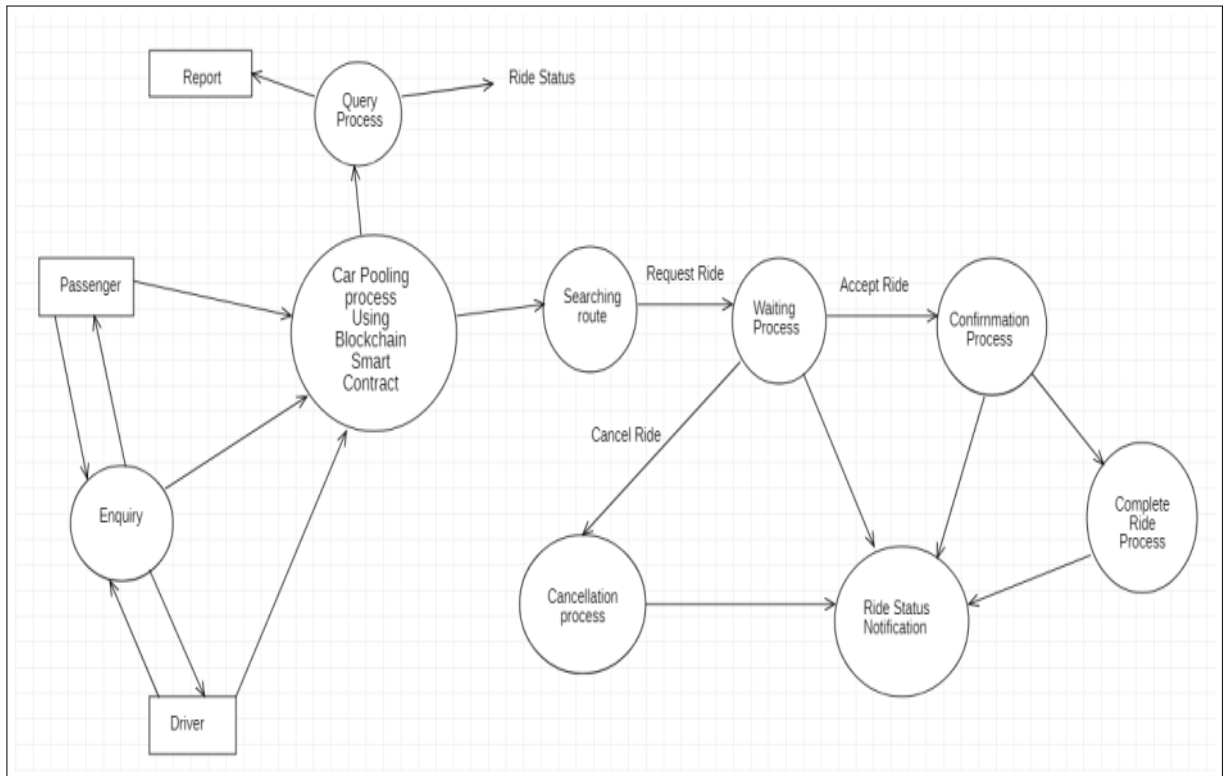 Report
Query
Process
Ride Status
Passenger
Car Pooling
process
Using
Blockchain
Smart
Contract
Searching
route
Request Ride
Waiting
Process
Accept Ride
Confirnmation
Process
Cancel Ride
Enquiry
Complete
Ride
Process
Cancellation
process
Ride Status
Notification
Driver